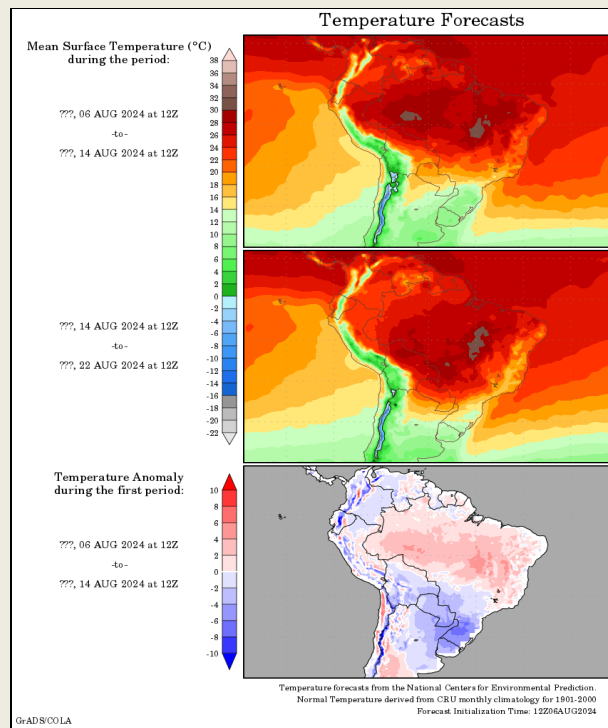 Temperature Forecasts
Mean Surface Temperature (°C)
during the period:
???, 06 AUG 2024 at 12Z
-to-
???, 14 AUG 2024 at 12Z
38
36
34
32
30
28
26
24
22
20
18
16
14
12
10
8
6
4
2
0
-2
-4
-6
-8
-10
-12
-14
-16
-17
-20
-22
???, 14 AUG 2024 at 12Z
-to-
???, 22 AUG 2024 at 12Z
Temperature Anomaly
during the first period:
???, 06 AUG 2024 at 12Z
-to-
???, 14 AUG 2024 at 12Z
10
8
6
4
2
0
-2
-4
-6
-8
-10
Temperature forecasts from the National Centers for Environmental Prediction.
Normal Temperature derived from CRU monthly climatology for 1901-2000
Forecast Initialization Time: 12Z06AUG2024
GrADS/COLA